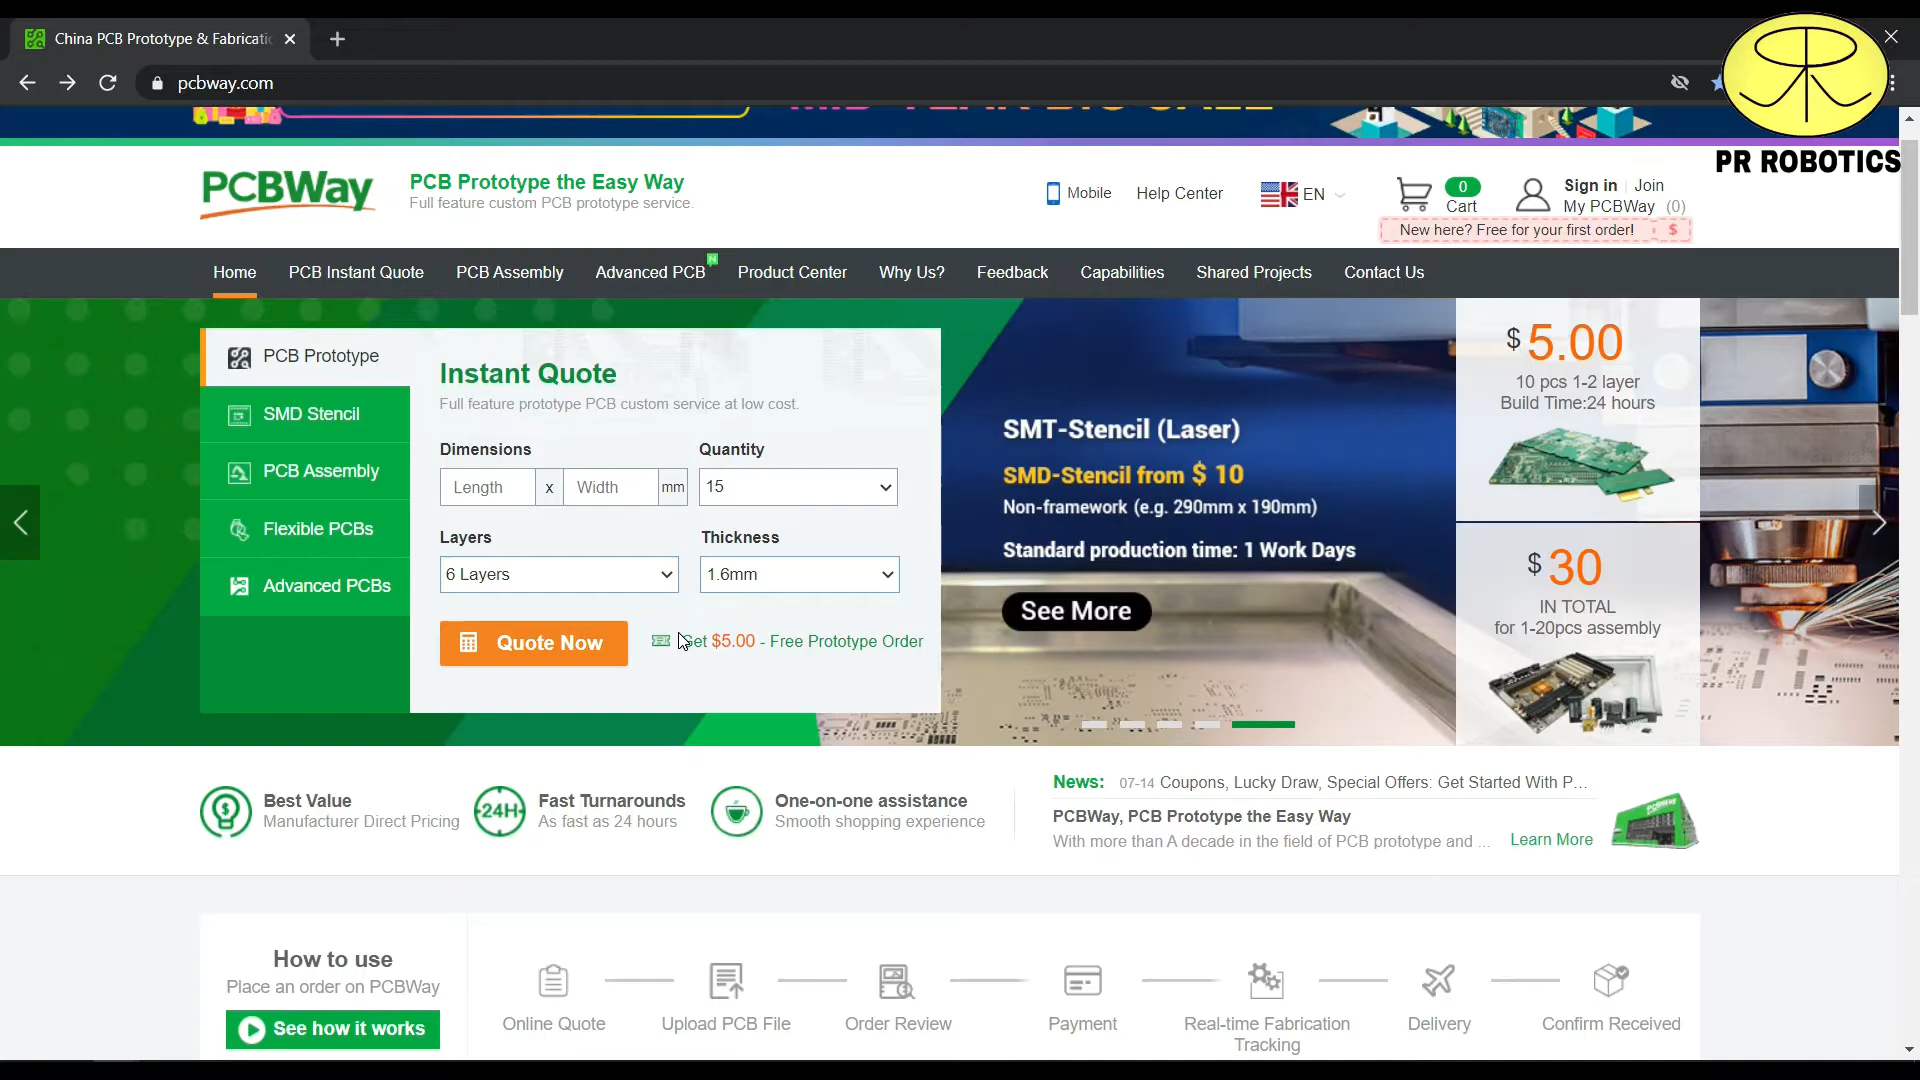 China PCB Prototype & Fabricati
pcbway.com
PR ROBOTICS
PCBWay
PCB Prototype the Easy Way
Full feature custom PCB prototype service.
Mobile
Help Center
EN
0
Cart
Sign in | Join
My PCBWay (0)
New here? Free for your first order! $
Home
PCB Instant Quote
PCB Assembly
Advanced PCB
N
Product Center
Why Us?
Feedback
Capabilities
Shared Projects
Contact Us
PCB Prototype
SMD Stencil
PCB Assembly
Flexible PCBs
Advanced PCBs
Instant Quote
Full feature prototype PCB custom service at low cost.
Dimensions
Quantity
Length x Width mm
15
Layers
Thickness
6 Layers
1.6mm
Quote Now
Get $5.00 - Free Prototype Order
SMT-Stencil (Laser)
SMD-Stencil from $ 10
Non-framework (e.g. 290mm x 190mm)
Standard production time: 1 Work Days
See More
$ 5.00
10 pcs 1-2 layer
Build Time:24 hours
$ 30
IN TOTAL
for 1-20pcs assembly
Best Value
Manufacturer Direct Pricing
24H
Fast Turnarounds
As fast as 24 hours
One-on-one assistance
Smooth shopping experience
News: 07-14 Coupons, Lucky Draw, Special Offers: Get Started With P...
PCBWay, PCB Prototype the Easy Way
With more than A decade in the field of PCB prototype and ...
Learn More
PCBWay
How to use
Place an order on PCBWay
See how it works
Online Quote
Upload PCB File
Order Review
Payment
Real-time Fabrication
Tracking
Delivery
Confirm Received